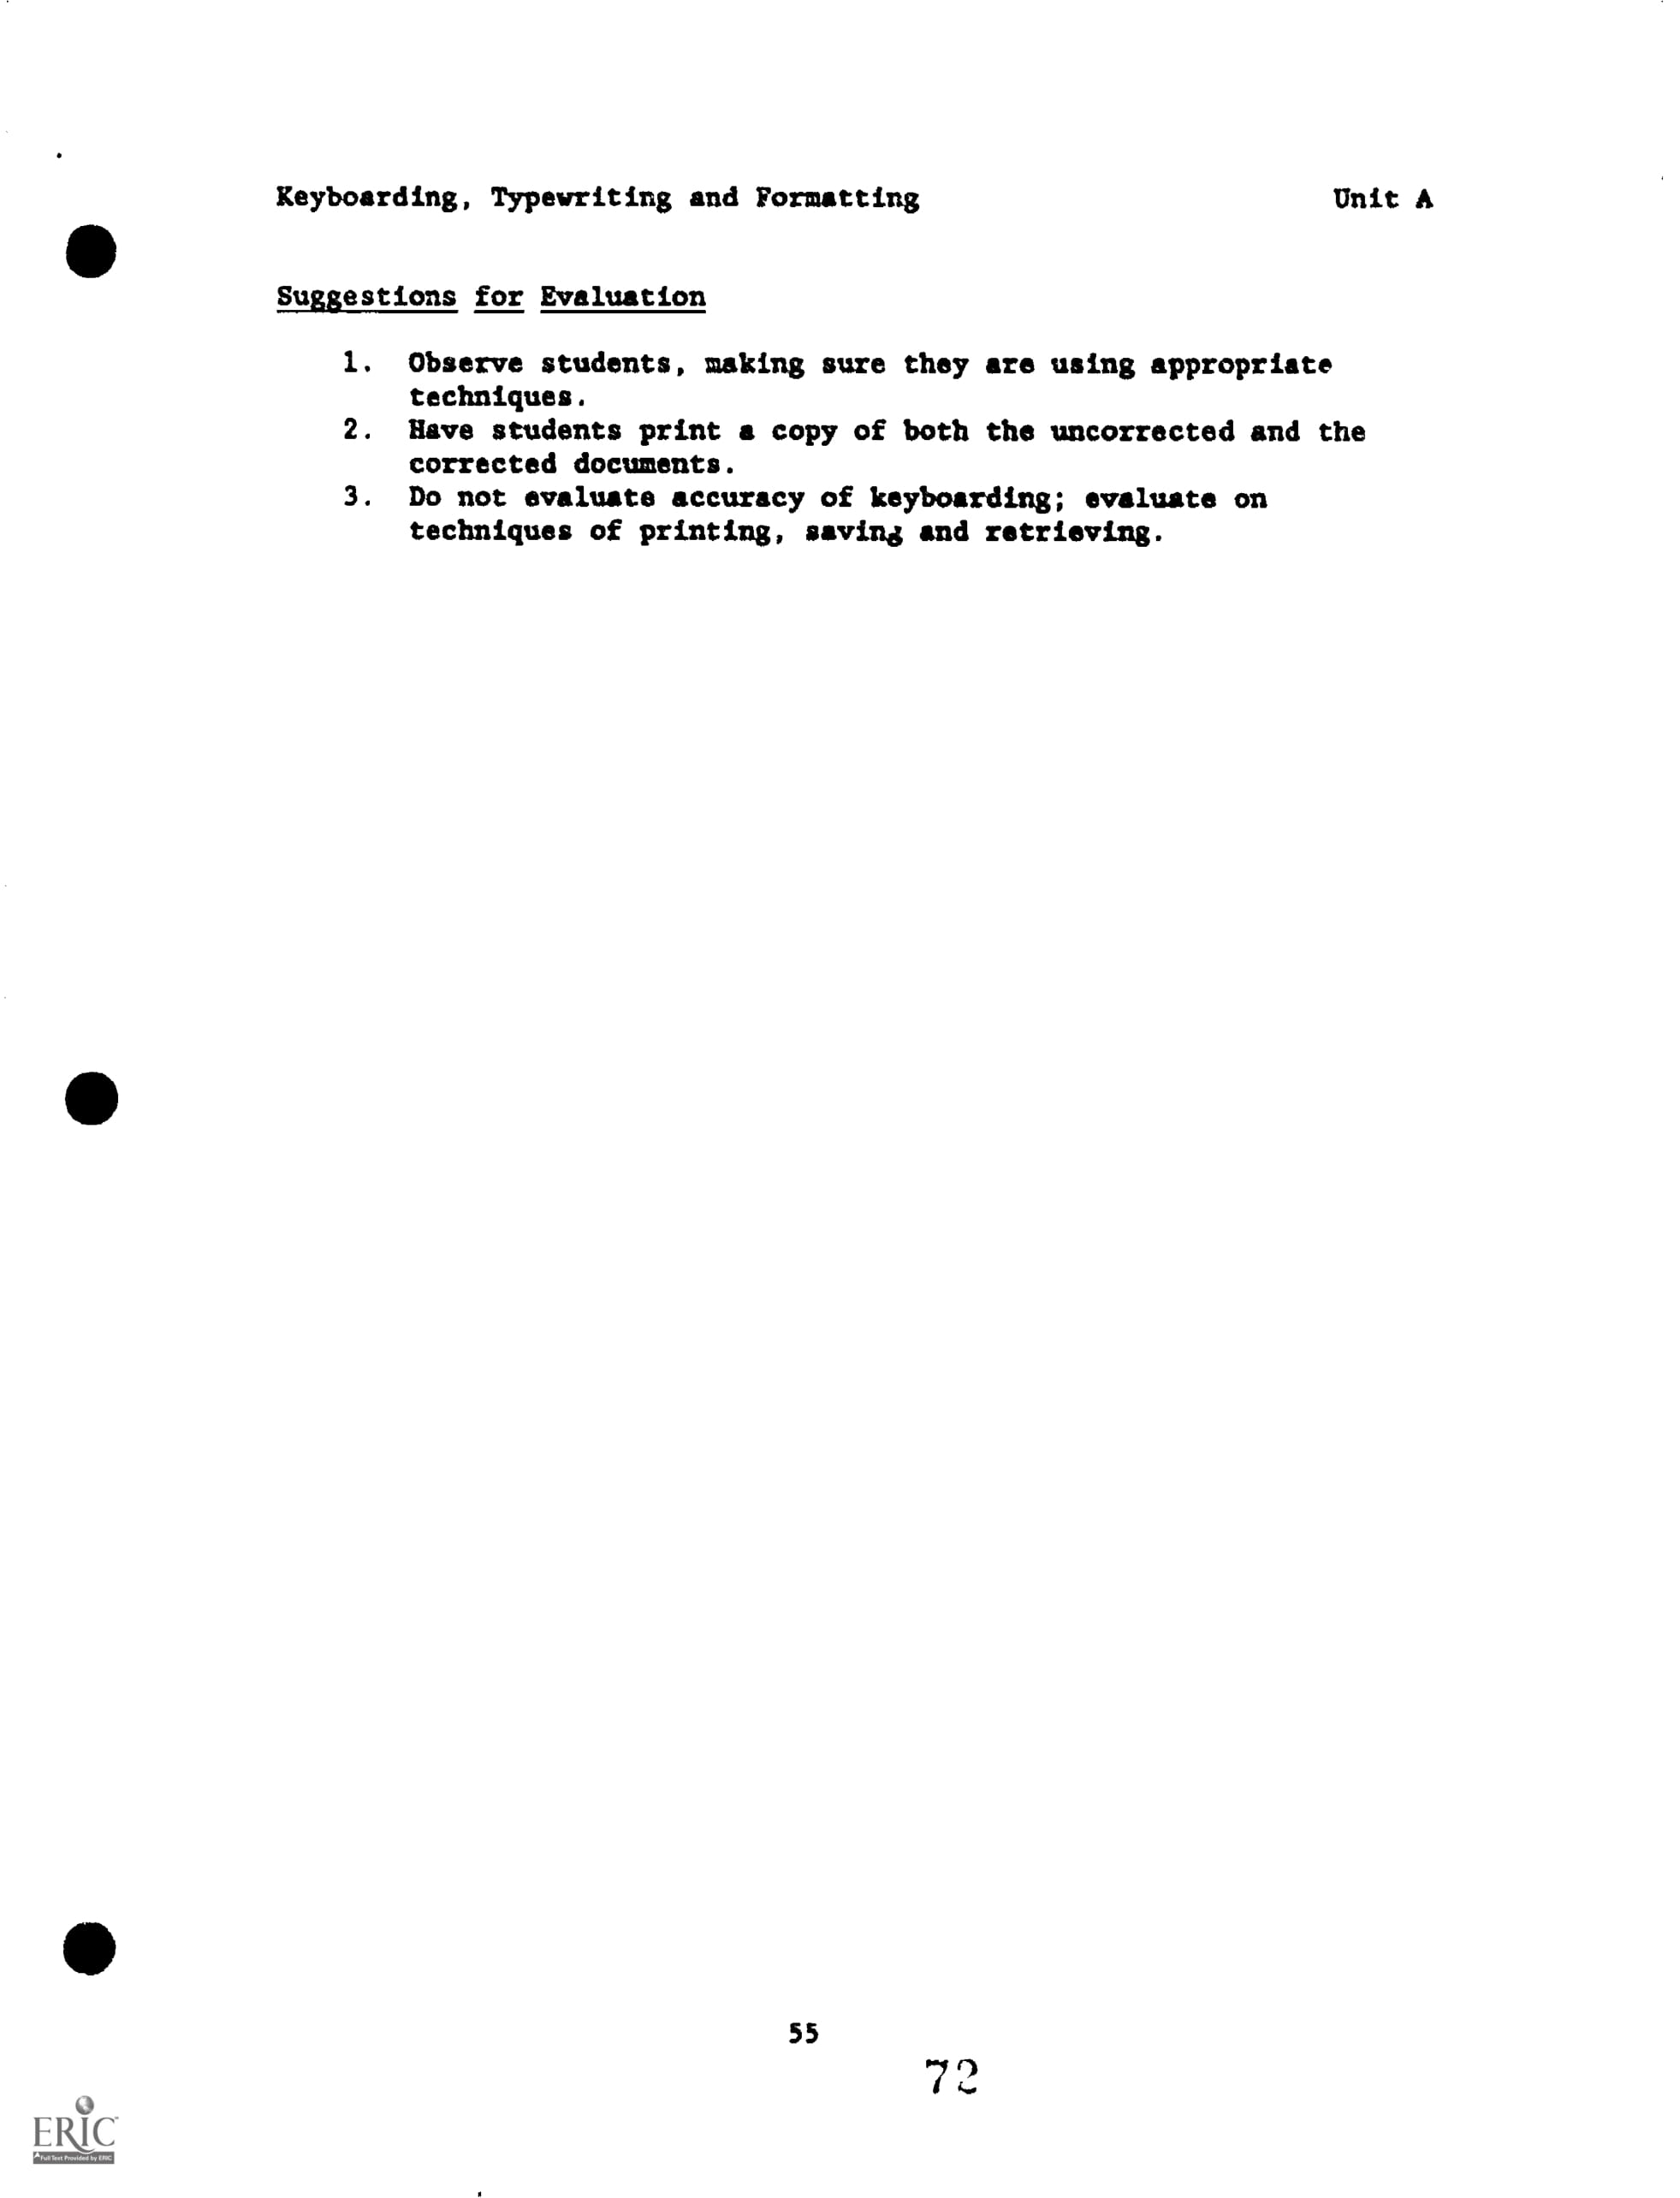 Keyboarding, Typewriting and Formatting Unit A
Suggestions for Evaluation
1. Observe students, making sure they are using appropriate
techniques.
2. Have students print a copy of both the uncorrected and the
corrected documents.
3. Do not evaluate accuracy of keyboarding; evaluate on
techniques of printing, saving and retrieving.
55
72
ERIC
Full Text Provided by ERIC